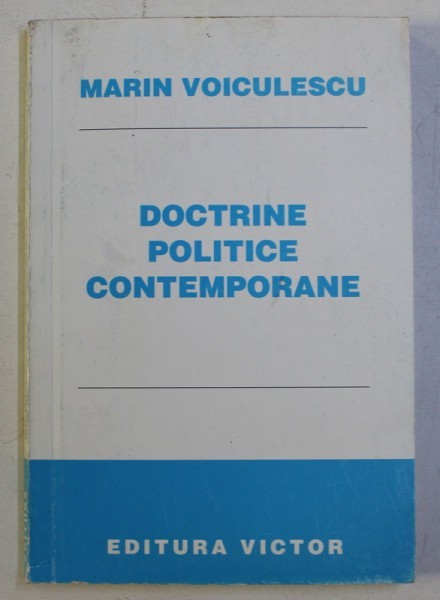 MARIN VOICULESCU
DOCTRINE
POLITICE
CONTEMPORANE
EDITURA VICTOR